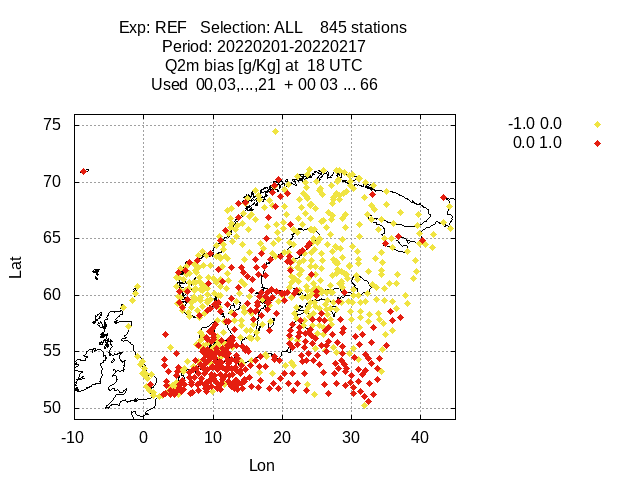 Exp: REF   Selection: ALL    845 stations
Period: 20220201-20220217
Q2m bias [g/Kg] at  18 UTC
Used  00,03,...,21  + 00 03 ... 66
-1.0 0.0
0.0 1.0
75
70
65
60
55
50
Lat
-10 0 10 20 30 40
Lon